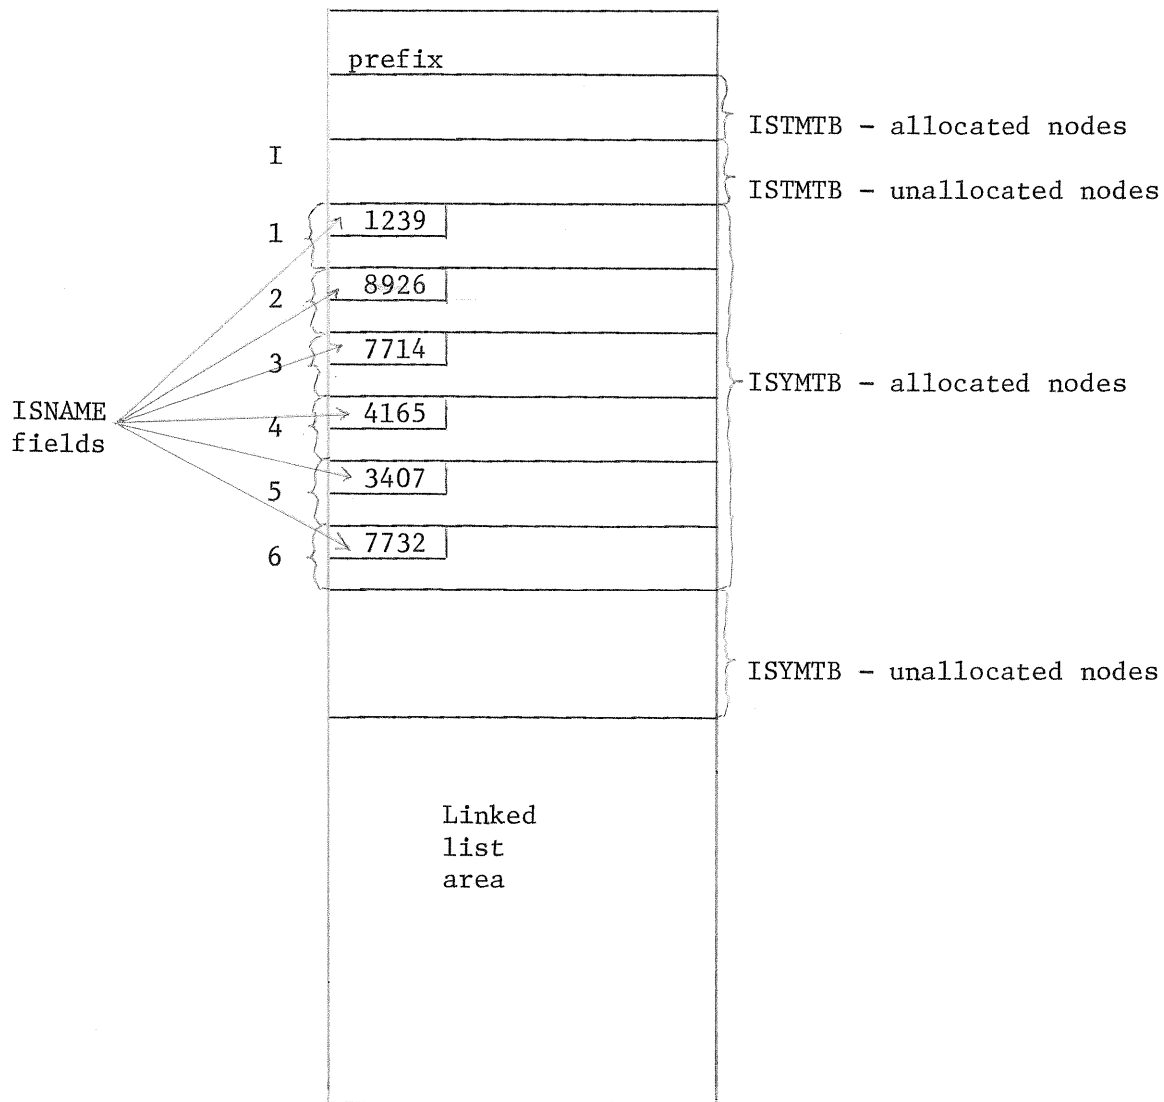 prefix
ISTMTB - allocated nodes
I
ISTMTB - unallocated nodes
1 1239
2 8926
3 7714
ISYMTB - allocated nodes
ISNAME
fields
4 4165
5 3407
6 7732
ISYMTB - unallocated nodes
Linked
list
area